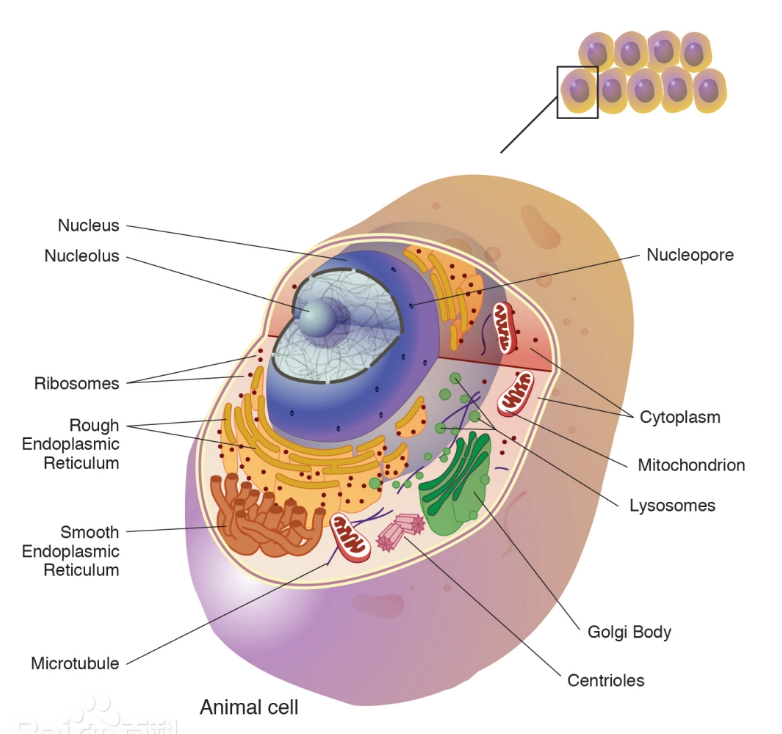 Nucleus
Nucleolus
Nucleopore
Ribosomes
Rough
Endoplasmic
Reticulum
Cytoplasm
Mitochondrion
Lysosomes
Smooth
Endoplasmic
Reticulum
Golgi Body
Microtubule
Centrioles
Animal cell